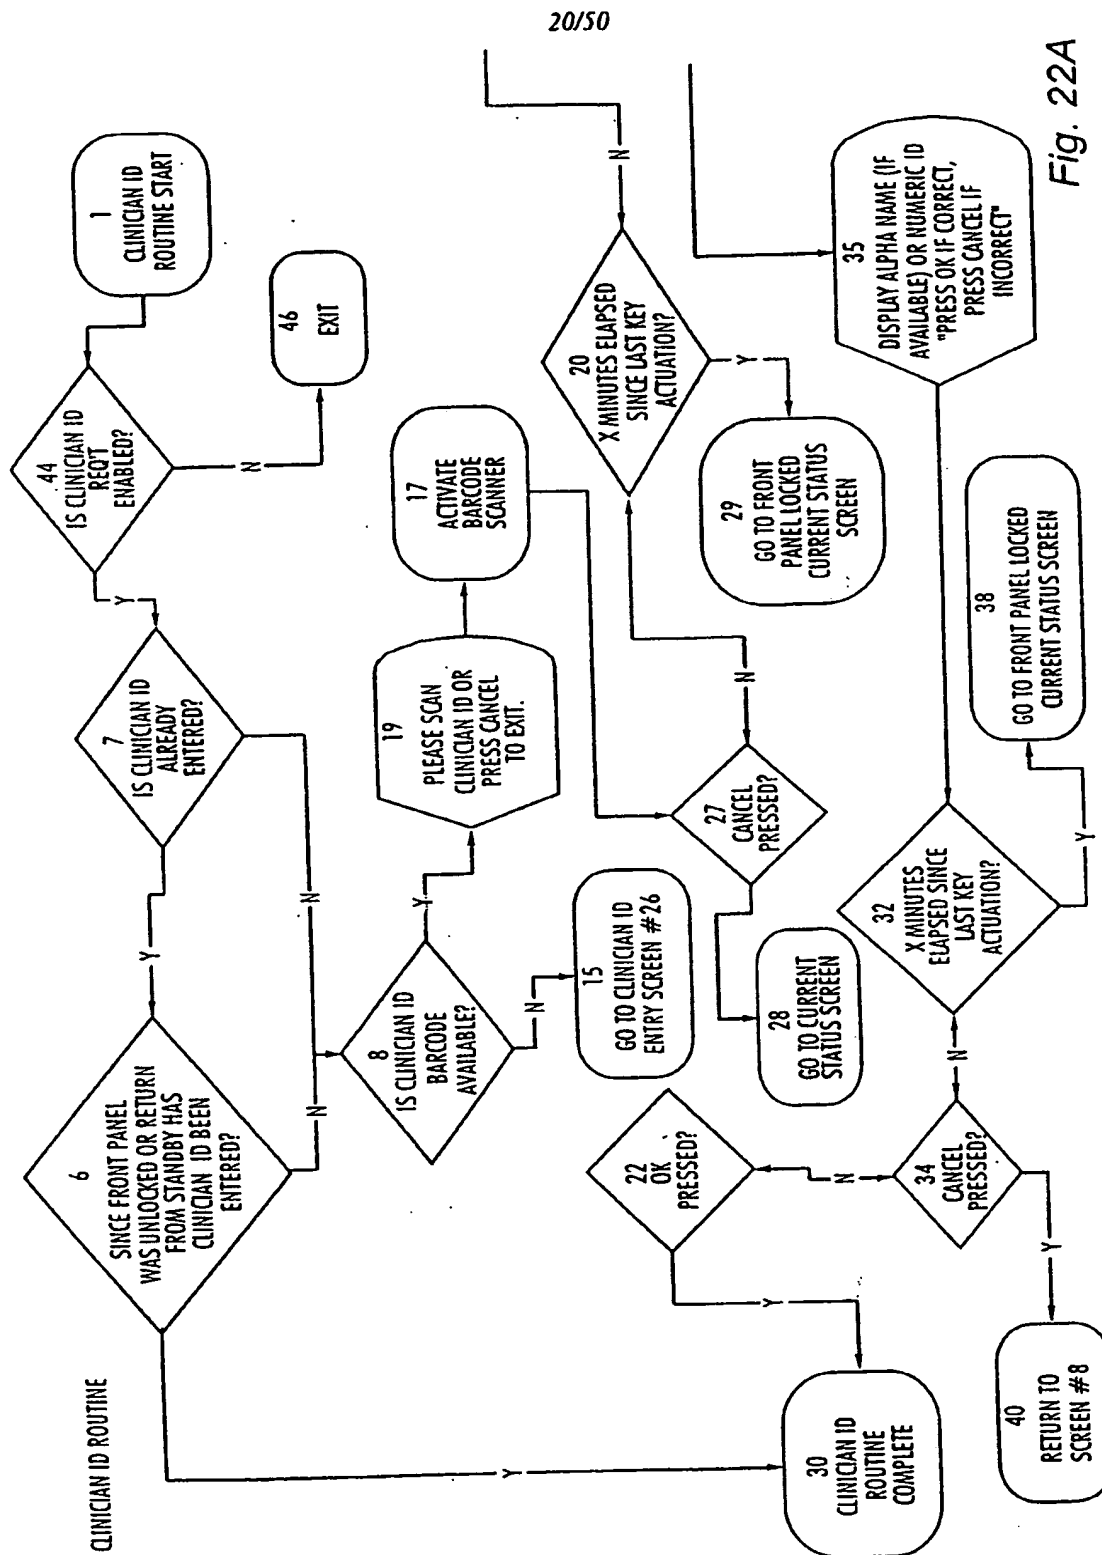 20/50
CLINICIAN ID ROUTINE
1
CLINICIAN ID
ROUTINE START
44
IS CLINICIAN ID
REQ'T
ENABLED?
N
46
EXIT
Y
7
IS CLINICIAN ID
ALREADY
ENTERED?
N
Y
6
SINCE FRONT PANEL
WAS UNLOCKED OR RETURN
FROM STANDBY HAS
CLINICIAN ID BEEN
ENTERED?
N
Y
8
IS CLINICIAN ID
BARCODE
AVAILABLE?
Y
N
15
GO TO CLINICIAN ID
ENTRY SCREEN #26
19
PLEASE SCAN
CLINICIAN ID OR
PRESS CANCEL
TO EXIT.
17
ACTIVATE
BARCODE
SCANNER
27
CANCEL
PRESSED?
N
28
GO TO CURRENT
STATUS SCREEN
20
X MINUTES ELAPSED
SINCE LAST KEY
ACTUATION?
N
Y
29
GO TO FRONT
PANEL LOCKED
CURRENT STATUS
SCREEN
35
DISPLAY ALPHA NAME (IF
AVAILABLE) OR NUMERIC ID
"PRESS OK IF CORRECT,
PRESS CANCEL IF
INCORRECT"
32
X MINUTES
ELAPSED SINCE
LAST KEY
ACTUATION?
Y
38
GO TO FRONT PANEL LOCKED
CURRENT STATUS SCREEN
N
34
CANCEL
PRESSED?
N
Y
22
OK
PRESSED?
Y
30
CLINICIAN ID
ROUTINE
COMPLETE
40
RETURN TO
SCREEN #8
Fig. 22A